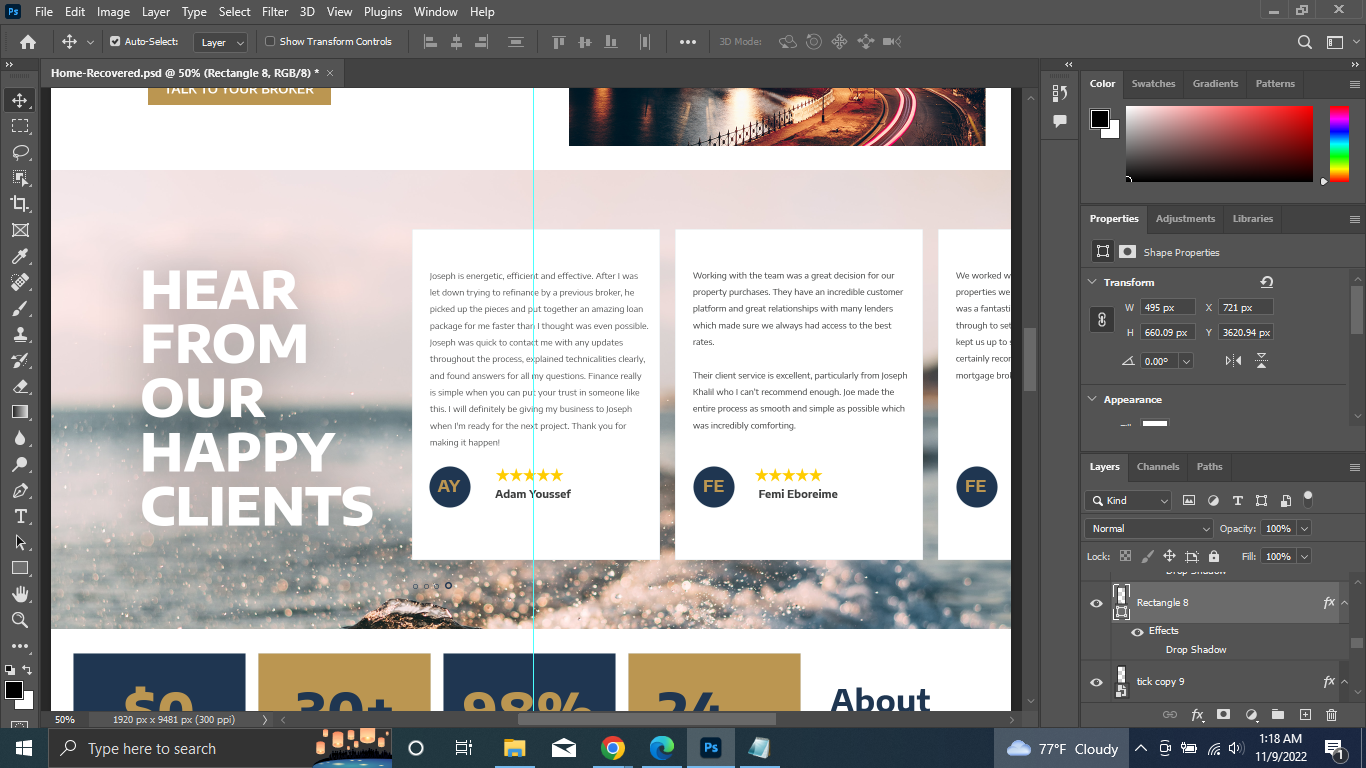 Ps File Edit Image Layer Type Select Filter 3D View Plugins Window Help
Auto-Select: Layer Show Transform Controls 3D Mode:
Home-Recovered.psd @ 50% (Rectangle 8, RGB/8) * ×
TALK TO YOUR BROKER
HEAR
FROM
OUR
HAPPY
CLIENTS
Joseph is energetic, efficient and effective. After I was
let down trying to refinance by a previous broker, he
picked up the pieces and put together an amazing loan
package for me faster than I thought was even possible.
Joseph was quick to contact me with any updates
throughout the process, explained technicalities clearly,
and found answers for all my questions. Finance really
is simple when you can put your trust in someone like
this. I will definitely be giving my business to Joseph
when I'm ready for the next project. Thank you for
making it happen!
AY
Adam Youssef
Working with the team was a great decision for our
property purchases. They have an incredible customer
platform and great relationships with many lenders
which made sure we always had access to the best
rates.
Their client service is excellent, particularly from Joseph
Khalil who I can't recommend enough. Joe made the
entire process as smooth and simple as possible which
was incredibly comforting.
FE
Femi Eboreime
We worked w
properties we
was a fantasti
through to set
kept us up to s
certainly recor
mortgage brol
FE
$0
30+
98%
24
About
50% 1920 px x 9481 px (300 ppi)
Color Swatches Gradients Patterns
Properties Adjustments Libraries
Shape Properties
Transform
W 495 px X 721 px
H 660.09 px Y 3620.94 px
0.00°
Appearance
Layers Channels Paths
Kind
Normal Opacity: 100%
Lock: Fill: 100%
Drop Shadow
Rectangle 8 fx
Effects
Drop Shadow
tick copy 9 fx
fx
Type here to search
Ps
77°F Cloudy
1:18 AM
11/9/2022
1